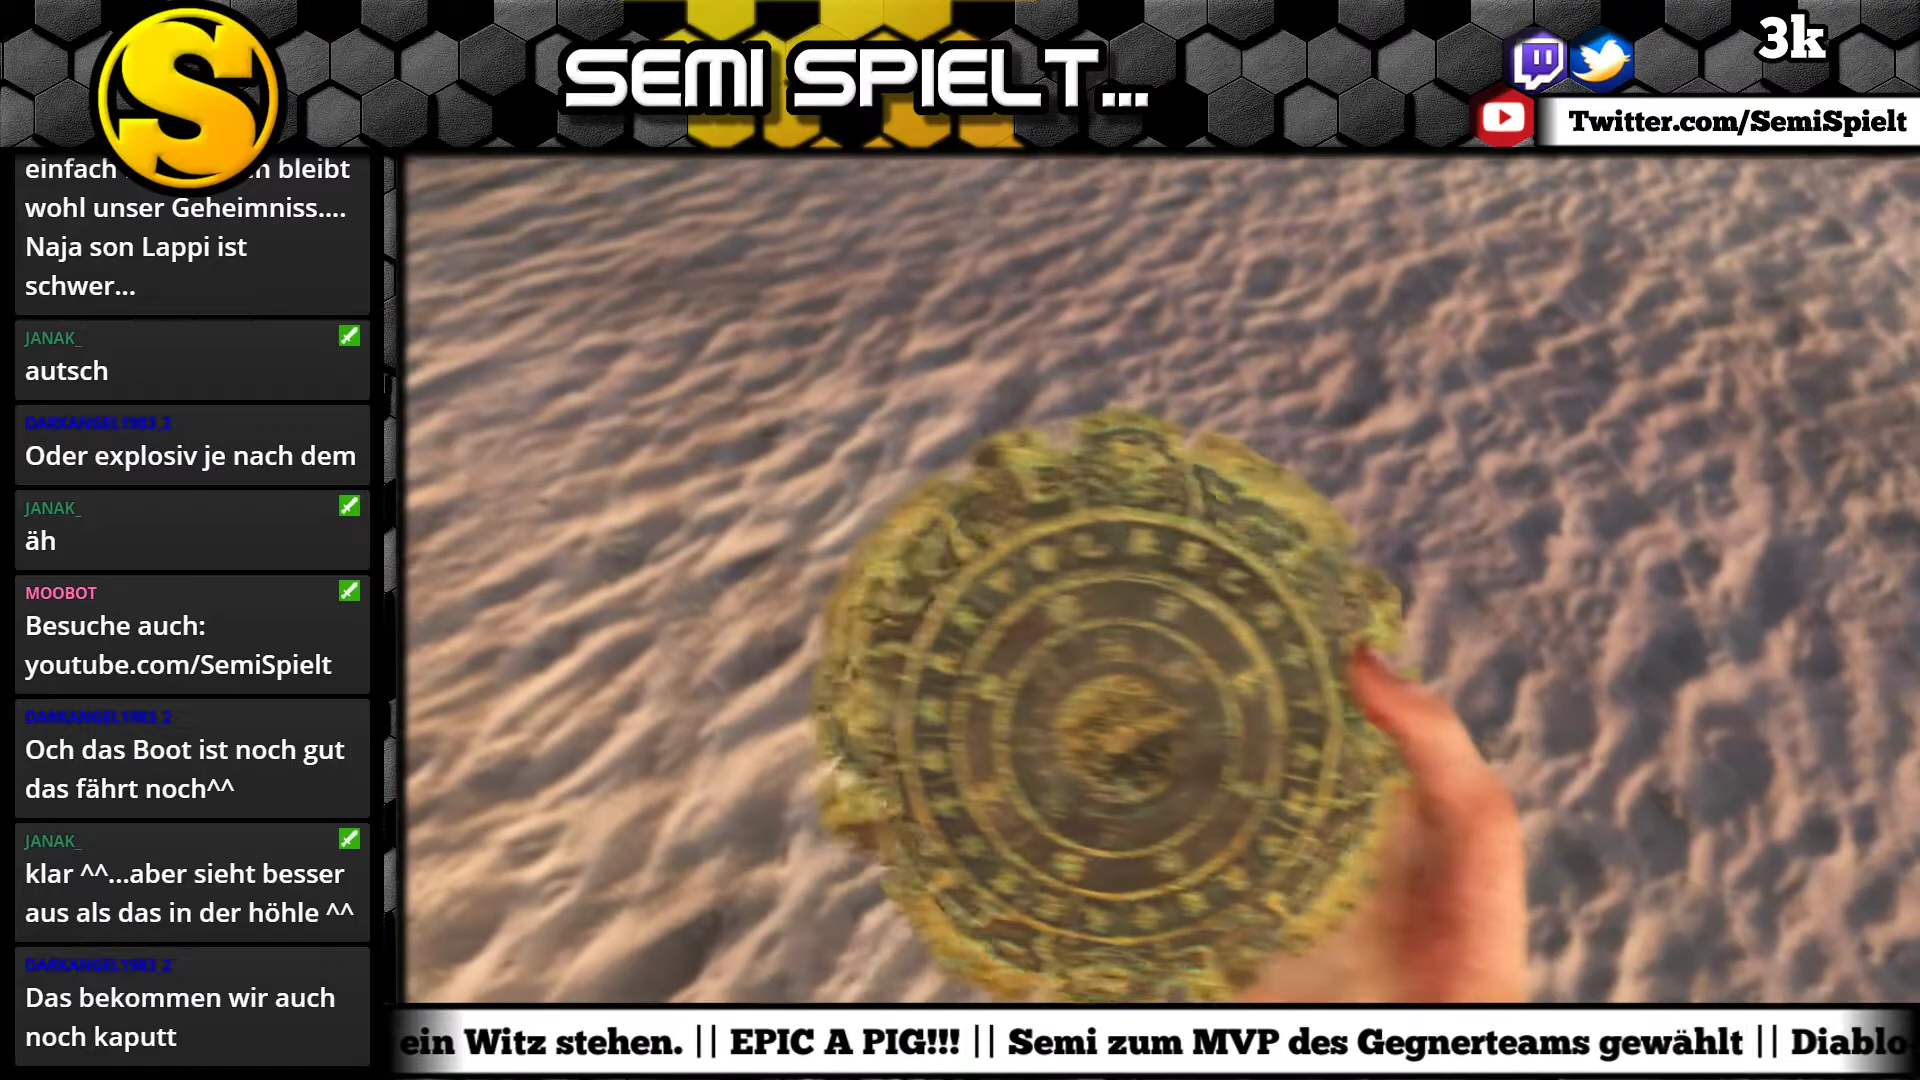 S
SEMI SPIELT...
3k
Twitter.com/SemiSpielt
einfach bleibt
wohl unser Geheimniss....
Naja son Lappi ist
schwer...
JANAK_
autsch
DARKANGEL1983_2
Oder explosiv je nach dem
JANAK_
äh
MOOBOT
Besuche auch:
youtube.com/SemiSpielt
DARKANGEL1983_2
Och das Boot ist noch gut
das fährt noch^^
JANAK_
klar ^^...aber sieht besser
aus als das in der höhle ^^
DARKANGEL1983_2
Das bekommen wir auch
noch kaputt
ein Witz stehen. || EPIC A PIG!!! || Semi zum MVP des Gegnerteams gewählt || Diablo